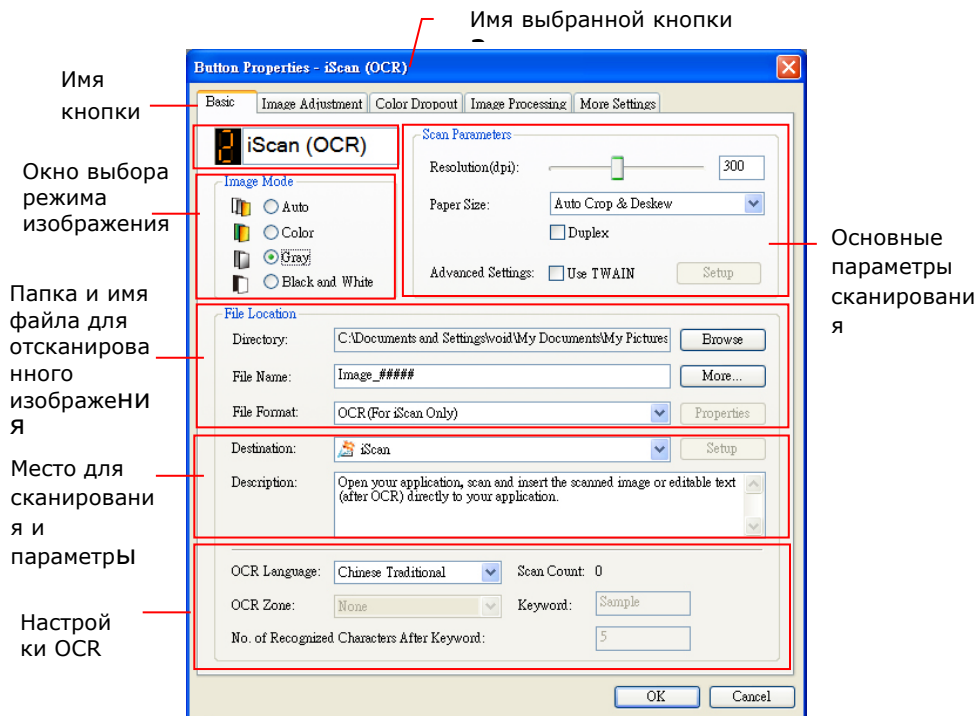 Имя выбранной кнопки
Имя
кнопки
Button Properties - iScan (OCR)
Basic
Image Adjustment
Color Dropout
Image Processing
More Settings
2 iScan (OCR)
Окно выбора
режима
изображения
Image Mode
Auto
Color
Gray
Black and White
Scan Parameters
Resolution(dpi):
300
Paper Size:
Auto Crop & Deskew
Duplex
Advanced Settings:
Use TWAIN
Setup
Основные
параметры
сканировани
я
Папка и имя
файла для
отсканирова
нного
изображени
я
File Location
Directory:
C:\Documents and Settings\void\My Documents\My Pictures
Browse
File Name:
Image_#####
More...
File Format:
OCR(For iScan Only)
Properties
Место для
сканировани
я и
параметры
Destination:
iScan
Setup
Description:
Open your application, scan and insert the scanned image or editable text
(after OCR) directly to your application.
Настрой
ки OCR
OCR Language:
Chinese Traditional
Scan Count: 0
OCR Zone:
None
Keyword:
Sample
No. of Recognized Characters After Keyword:
5
OK
Cancel